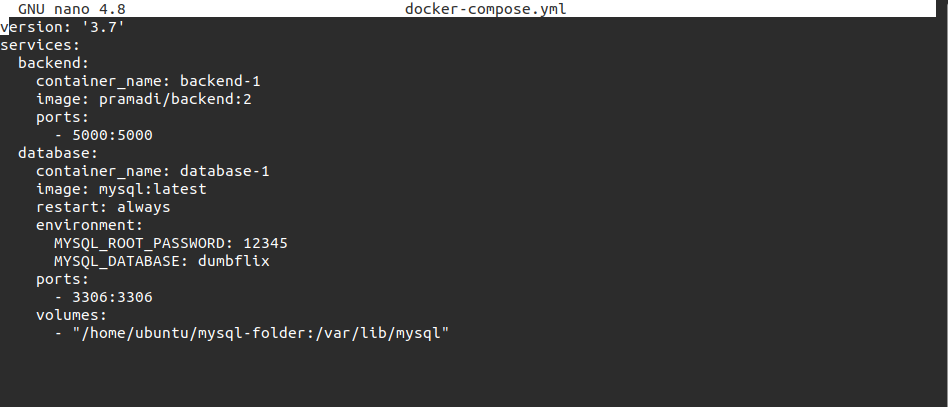 GNU nano 4.8 docker-compose.yml
version: '3.7'
services:
  backend:
    container_name: backend-1
    image: pramadi/backend:2
    ports:
      - 5000:5000
  database:
    container_name: database-1
    image: mysql:latest
    restart: always
    environment:
      MYSQL_ROOT_PASSWORD: 12345
      MYSQL_DATABASE: dumbflix
    ports:
      - 3306:3306
    volumes:
      - "/home/ubuntu/mysql-folder:/var/lib/mysql"